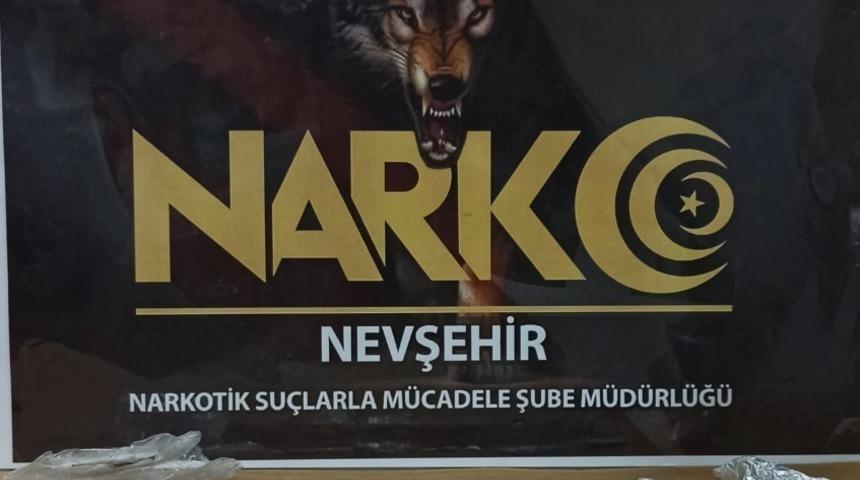 NARKO
NEVŞEHİR
NARKOTİK SUÇLARLA MÜCADELE ŞUBE MÜDÜRLÜĞÜ